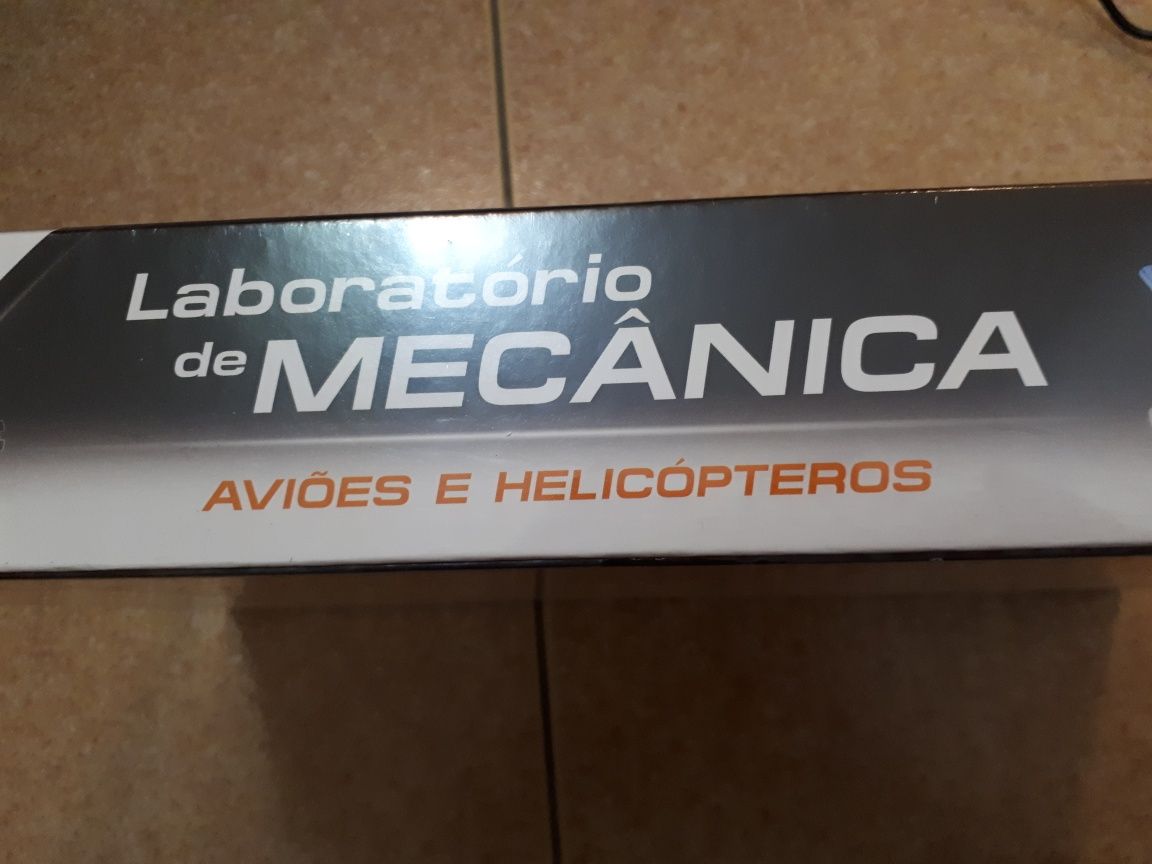 Laboratório
de MECÂNICA
AVIÕES E HELICÓPTEROS